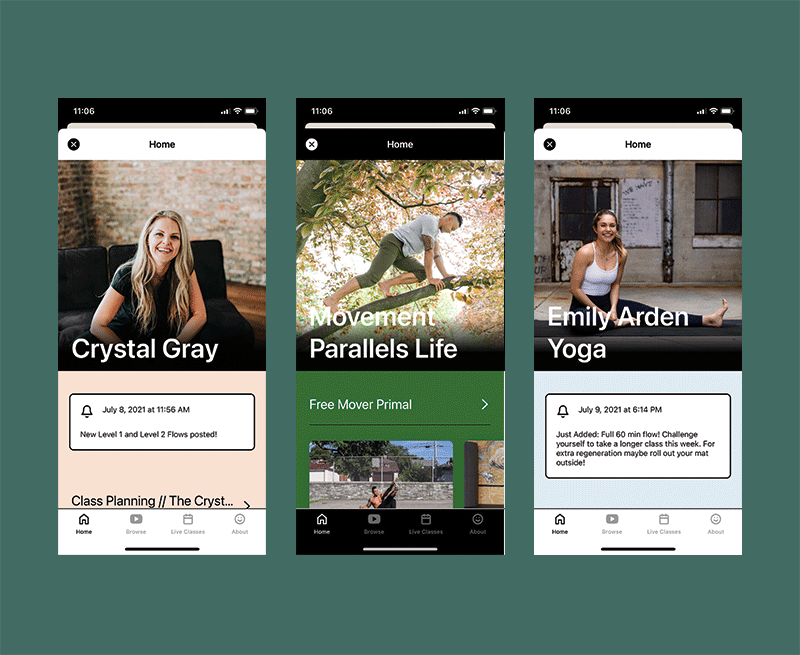 11:06
Home
Crystal Gray
July 8, 2021 at 11:56 AM
New Level 1 and Level 2 Flows posted!
Class Planning // The Cryst...
Home Browse Live Classes About
11:06
Home
Movement
Parallels Life
Free Mover Primal
Home Browse Live Classes About
11:06
Home
WE HAVE
Emily Arden
Yoga
July 9, 2021 at 6:14 PM
Just Added: Full 60 min flow! Challenge
yourself to take a longer class this week. For
extra regeneration maybe roll out your mat
outside!
Home Browse Live Classes About